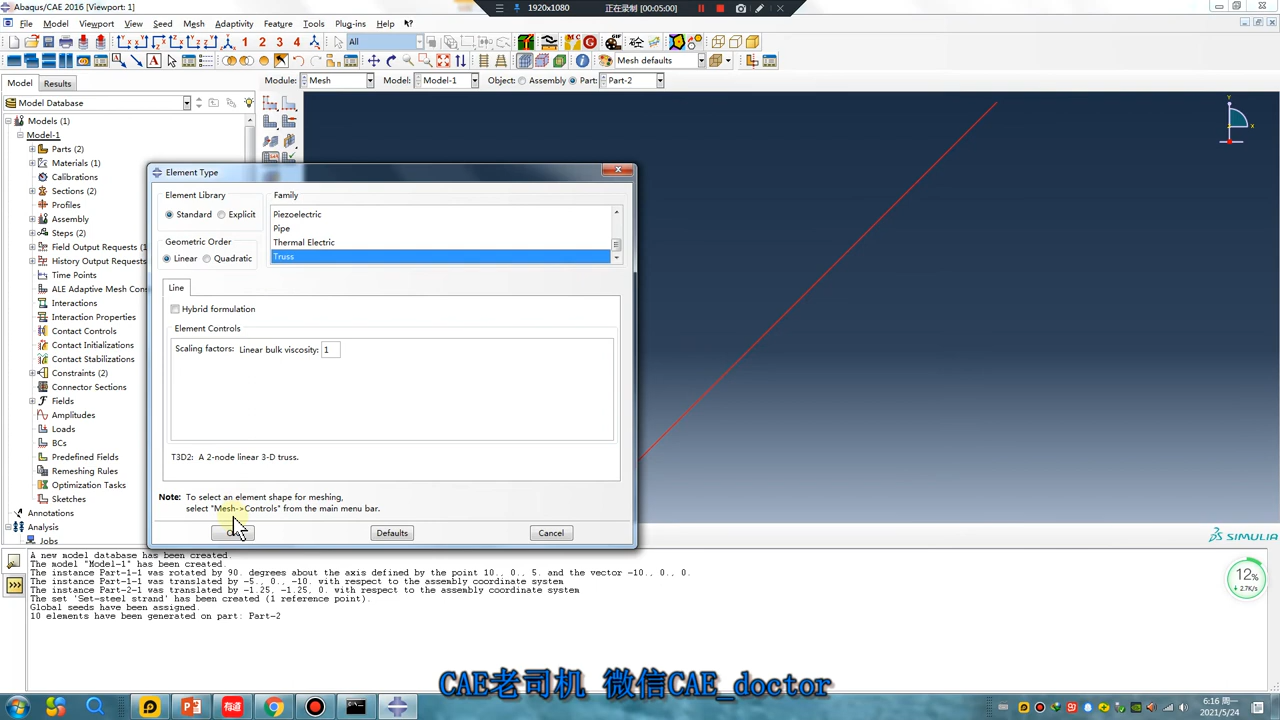 Abaqus/CAE 2016 [Viewport: 1]
1920x1080
正在录制 (00:05:00)
File Model Viewport View Seed Mesh Adaptivity Feature Tools Plug-ins Help
1 2 3 4
All
Mesh defaults
Model Results
Module: Mesh Model: Model-1 Object: Assembly Part: Part-2
Model Database
Models (1)
Model-1
Parts (2)
Materials (1)
Calibrations
Sections (2)
Profiles
Assembly
Steps (2)
Field Output Requests (1)
History Output Requests
Time Points
ALE Adaptive Mesh Con
Interactions
Interaction Properties
Contact Controls
Contact Initializations
Contact Stabilizations
Constraints (2)
Connector Sections
Fields
Amplitudes
Loads
BCs
Predefined Fields
Remeshing Rules
Optimization Tasks
Sketches
Annotations
Analysis
Jobs
Element Type
Element Library
Standard Explicit
Geometric Order
Linear Quadratic
Family
Piezoelectric
Pipe
Thermal Electric
Truss
Line
Hybrid formulation
Element Controls
Scaling factors: Linear bulk viscosity: 1
T3D2: A 2-node linear 3-D truss.
Note: To select an element shape for meshing,
select "Mesh->Controls" from the main menu bar.
Defaults Cancel
SIMULIA
A new model database has been created.
The model "Model-1" has been created.
The instance Part-1-1 was rotated by 90. degrees about the axis defined by the point 10., 0., 5. and the vector -10., 0., 0.
The instance Part-1-1 was translated by -5., 0., -10. with respect to the assembly coordinate system
The instance Part-2-1 was translated by -1.25, -1.25, 0. with respect to the assembly coordinate system
The set 'Set-steel strand' has been created (1 reference point).
Global seeds have been assigned.
10 elements have been generated on part: Part-2
12%
+ 2.7K/s
CAE老司机 微信CAE_doctor
6:16 周一
2021/5/24